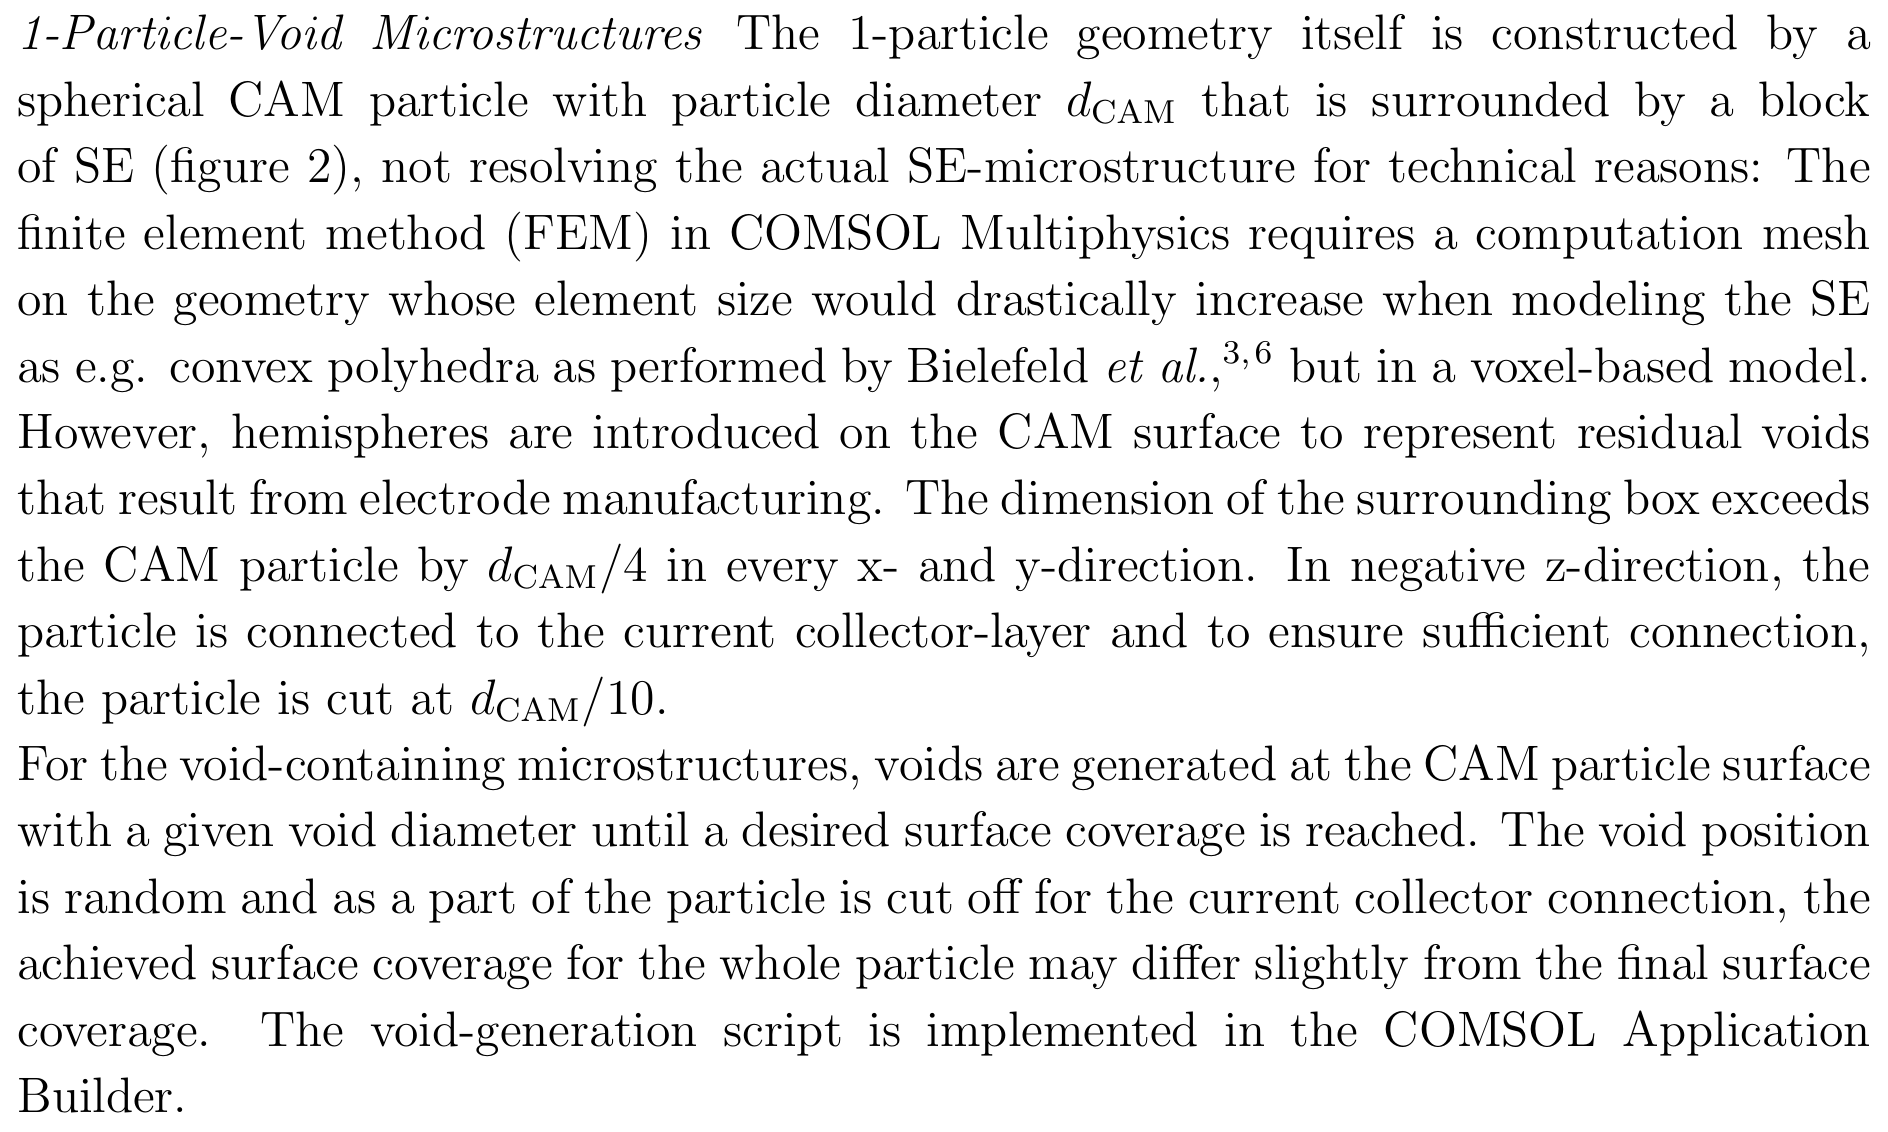 1-Particle-Void Microstructures The 1-particle geometry itself is constructed by a
spherical CAM particle with particle diameter d_CAM that is surrounded by a block
of SE (figure 2), not resolving the actual SE-microstructure for technical reasons: The
finite element method (FEM) in COMSOL Multiphysics requires a computation mesh
on the geometry whose element size would drastically increase when modeling the SE
as e.g. convex polyhedra as performed by Bielefeld et al.,^3,6 but in a voxel-based model.
However, hemispheres are introduced on the CAM surface to represent residual voids
that result from electrode manufacturing. The dimension of the surrounding box exceeds
the CAM particle by d_CAM/4 in every x- and y-direction. In negative z-direction, the
particle is connected to the current collector-layer and to ensure sufficient connection,
the particle is cut at d_CAM/10.
For the void-containing microstructures, voids are generated at the CAM particle surface
with a given void diameter until a desired surface coverage is reached. The void position
is random and as a part of the particle is cut off for the current collector connection, the
achieved surface coverage for the whole particle may differ slightly from the final surface
coverage. The void-generation script is implemented in the COMSOL Application
Builder.